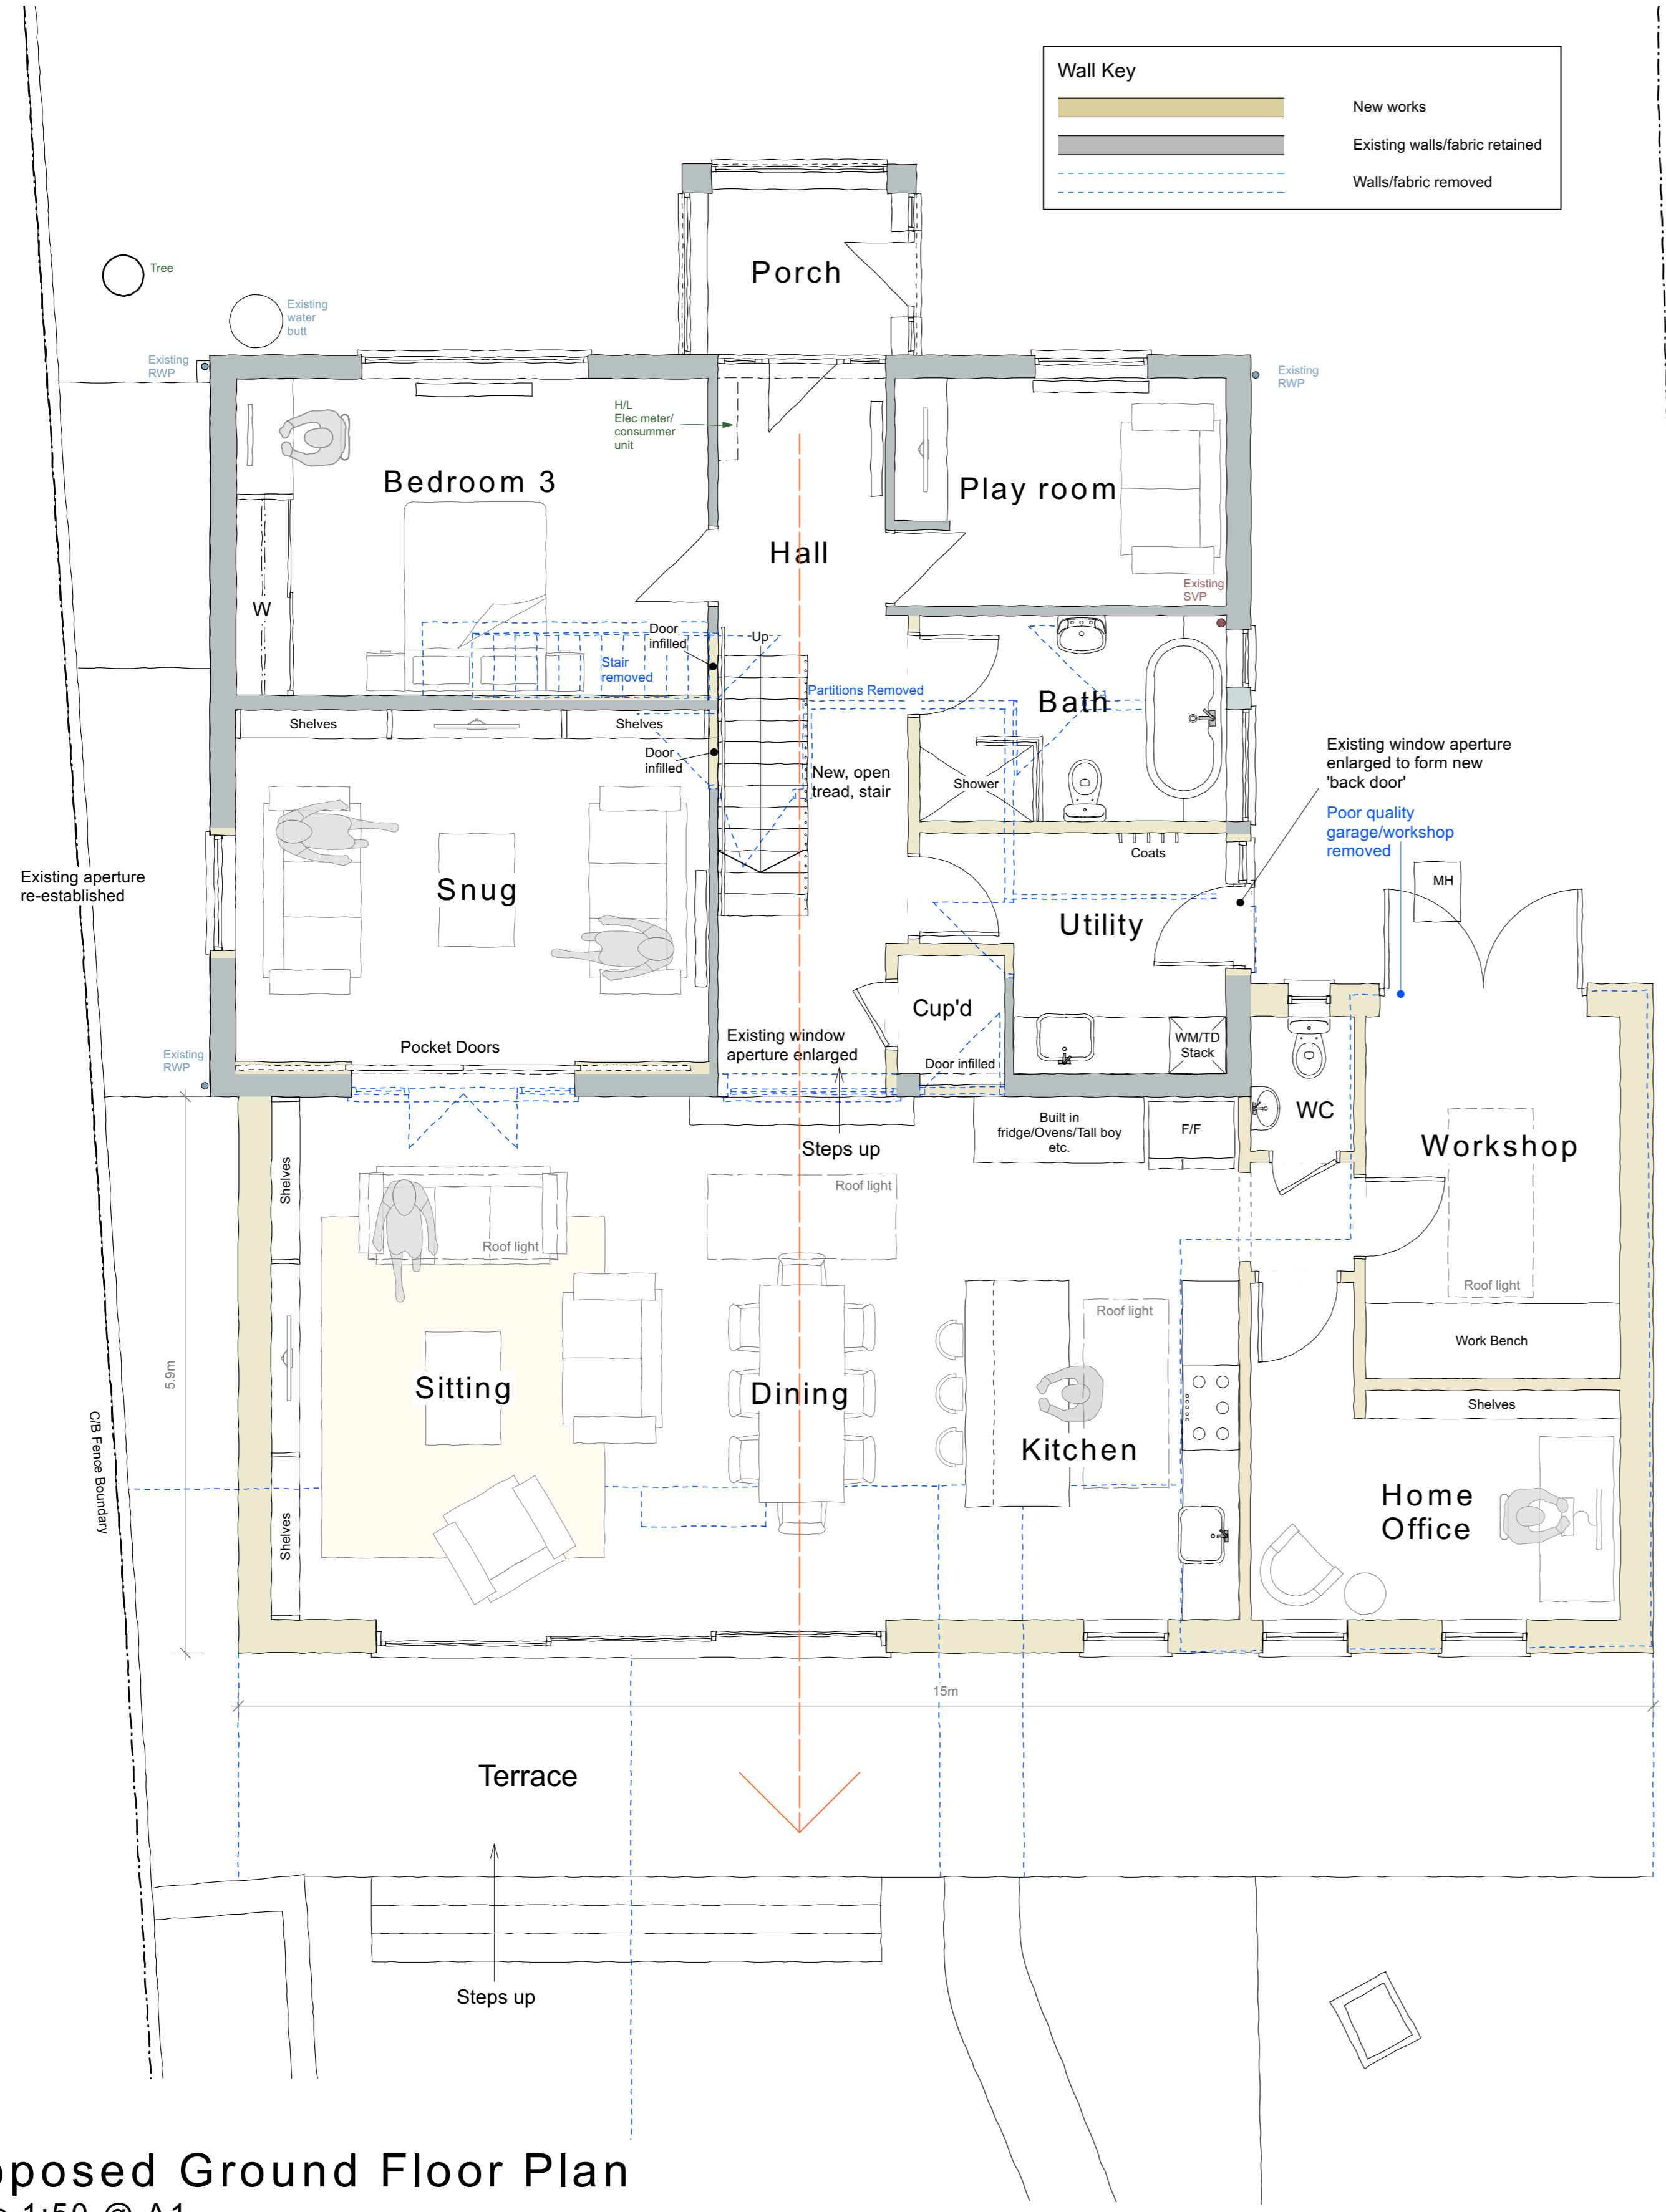 Wall Key
New works
Existing walls/fabric retained
Walls/fabric removed
Tree
Existing
water
butt
Existing
RWP
Porch
Existing
RWP
H/L
Elec meter/
consummer
unit
Bedroom 3
Play room
Hall
Existing
SVP
W
Door
infilled
Up
Stair
removed
Partitions Removed
Bath
Shelves
Shelves
Door
infilled
New, open
tread, stair
Shower
Existing window aperture
enlarged to form new
'back door'
Poor quality
garage/workshop
removed
Coats
MH
Existing aperture
re-established
Snug
Utility
Cup'd
Existing window
aperture enlarged
Door infilled
WM/TD
Stack
Pocket Doors
Existing
RWP
WC
Built in
fridge/Ovens/Tall boy
etc.
F/F
Steps up
Workshop
Shelves
Roof light
Roof light
Roof light
Roof light
Work Bench
5.9m
Sitting
Dining
Kitchen
Shelves
C/B Fence Boundary
Home
Office
Shelves
15m
Terrace
Steps up
posed Ground Floor Plan
1:50 @ A1